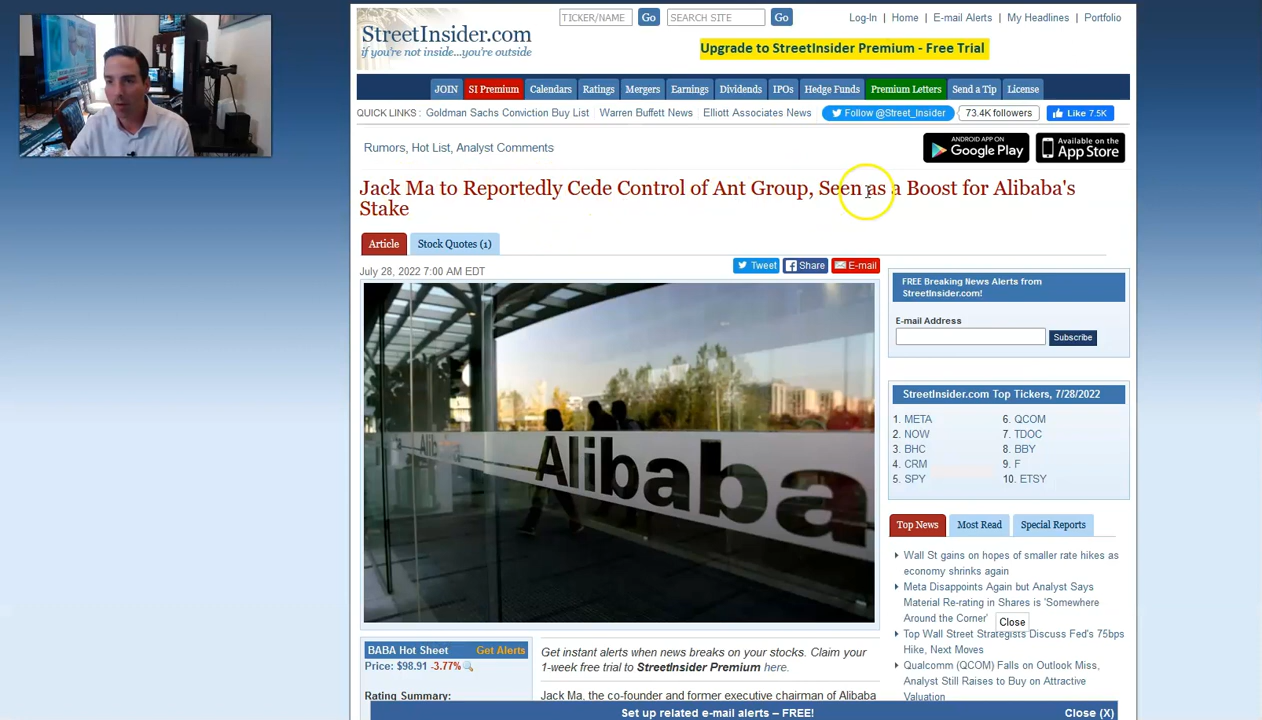 StreetInsider.com
if you're not inside...you're outside
TICKER/NAME Go SEARCH SITE Go
Log-In | Home | E-mail Alerts | My Headlines | Portfolio
Upgrade to StreetInsider Premium - Free Trial
JOIN SI Premium Calendars Ratings Mergers Earnings Dividends IPOs Hedge Funds Premium Letters Send a Tip License
QUICK LINKS: Goldman Sachs Conviction Buy List Warren Buffett News Elliott Associates News Follow @Street_Insider 73.4K followers Like 7.5K
Rumors, Hot List, Analyst Comments
ANDROID APP ON
Google Play
Available on the
App Store
Jack Ma to Reportedly Cede Control of Ant Group, Seen as a Boost for Alibaba's
Stake
Article Stock Quotes (1)
July 28, 2022 7:00 AM EDT
Tweet Share E-mail
Alibaba
FREE Breaking News Alerts from
StreetInsider.com!
E-mail Address
Subscribe
StreetInsider.com Top Tickers, 7/28/2022
1. META
2. NOW
3. BHC
4. CRM
5. SPY
6. QCOM
7. TDOC
8. BBY
9. F
10. ETSY
Top News Most Read Special Reports
Wall St gains on hopes of smaller rate hikes as
economy shrinks again
Meta Disappoints Again but Analyst Says
Material Re-rating in Shares is 'Somewhere
Around the Corner'
Close
Top Wall Street Strategists Discuss Fed's 75bps
Hike, Next Moves
Qualcomm (QCOM) Falls on Outlook Miss,
Analyst Still Raises to Buy on Attractive
Valuation
BABA Hot Sheet Get Alerts
Price: $98.91 -3.77%
Rating Summary:
Get instant alerts when news breaks on your stocks. Claim your
1-week free trial to StreetInsider Premium here.
Jack Ma, the co-founder and former executive chairman of Alibaba
Set up related e-mail alerts – FREE!
Close (X)